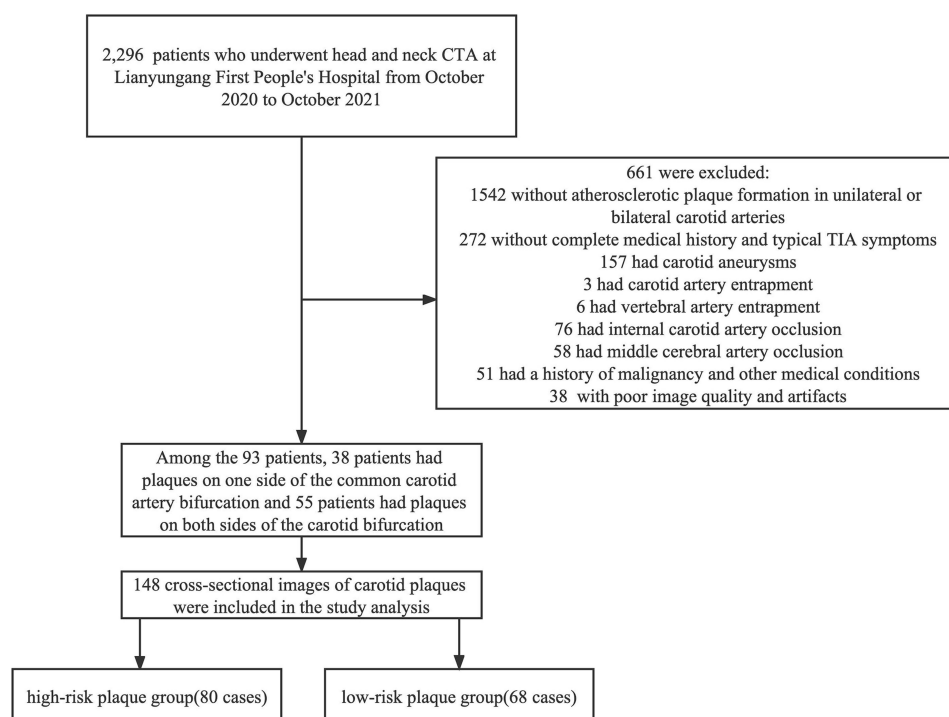 2,296 patients who underwent head and neck CTA at
Lianyungang First People's Hospital from October
2020 to October 2021
661 were excluded:
1542 without atherosclerotic plaque formation in unilateral or
bilateral carotid arteries
272 without complete medical history and typical TIA symptoms
157 had carotid aneurysms
3 had carotid artery entrapment
6 had vertebral artery entrapment
76 had internal carotid artery occlusion
58 had middle cerebral artery occlusion
51 had a history of malignancy and other medical conditions
38 with poor image quality and artifacts
Among the 93 patients, 38 patients had
plaques on one side of the common carotid
artery bifurcation and 55 patients had plaques
on both sides of the carotid bifurcation
148 cross-sectional images of carotid plaques
were included in the study analysis
high-risk plaque group(80 cases)
low-risk plaque group(68 cases)